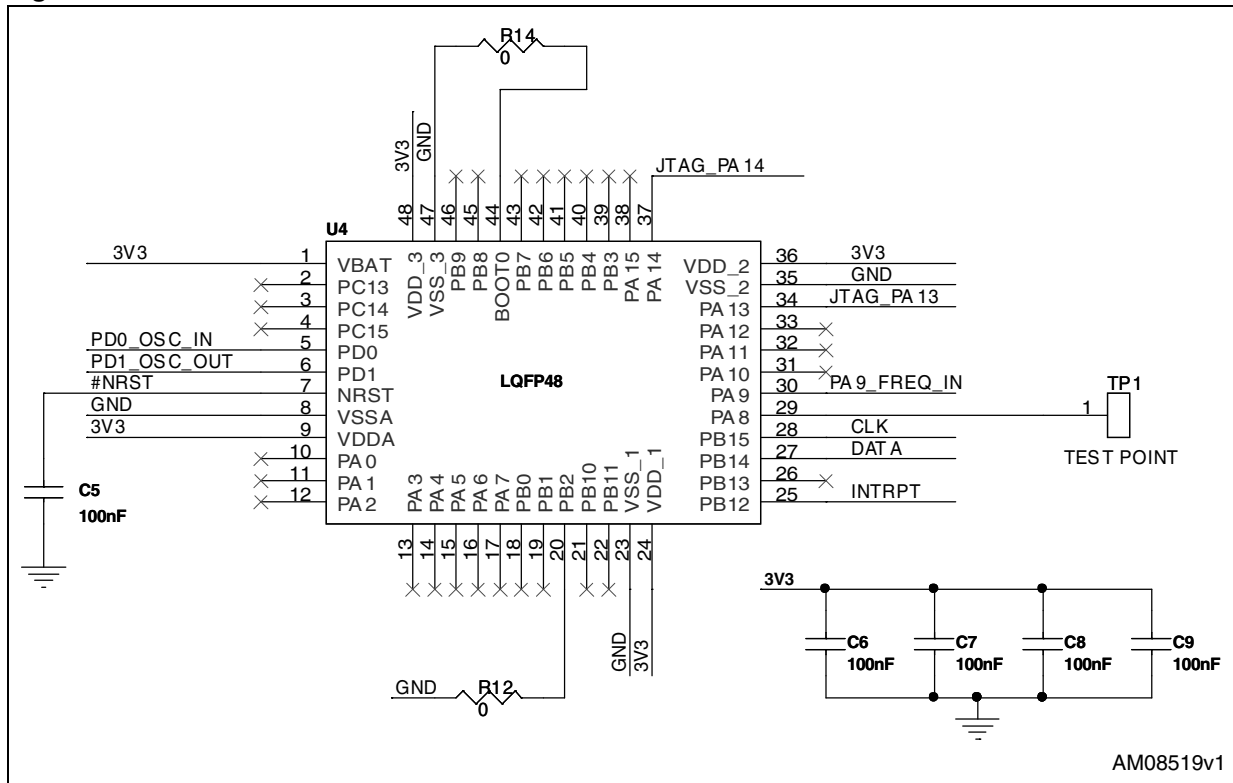 R14
0
3V3
GND
JTAG_PA14
48
47
46
45
44
43
42
41
40
39
38
37
U4
VDD_3
VSS_3
PB9
PB8
BOOT0
PB7
PB6
PB5
PB4
PB3
PA15
PA14
3V3 1 VBAT
2 PC13
3 PC14
4 PC15
PD0_OSC_IN 5 PD0
PD1_OSC_OUT 6 PD1
#NRST 7 NRST
GND 8 VSSA
3V3 9 VDDA
10 PA0
11 PA1
12 PA2
LQFP48
VDD_2 36 3V3
VSS_2 35 GND
PA13 34 JTAG_PA13
PA12 33
PA11 32
PA10 31
PA9 30 PA9_FREQ_IN
PA8 29
PB15 28 CLK
PB14 27 DATA
PB13 26
PB12 25 INTRPT
1
TP1
TEST POINT
PA3
PA4
PA5
PA6
PA7
PB0
PB1
PB2
PB10
PB11
VSS_1
VDD_1
13
14
15
16
17
18
19
20
21
22
23
24
C5
100nF
GND
3V3
GND
R12
0
3V3
C6
100nF
C7
100nF
C8
100nF
C9
100nF
AM08519v1